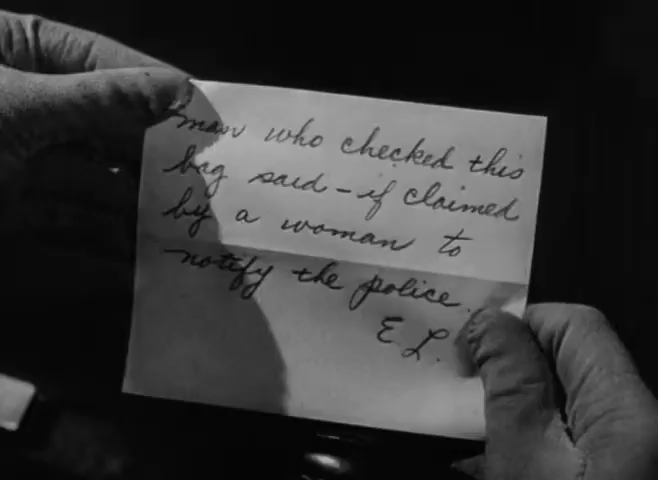 man who checked this
bag said - if claimed
by a woman to
notify the police.
E L.